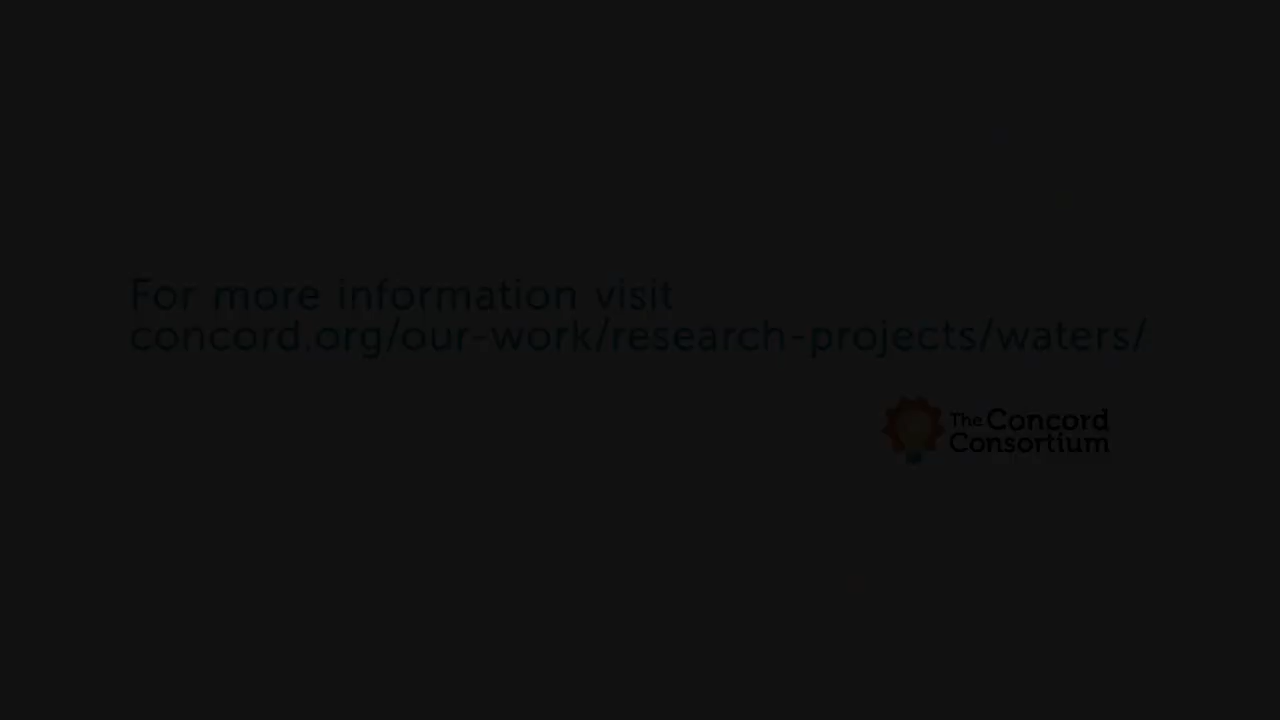 For more information visit
concord.org/our-work/research-projects/waters/
The Concord
Consortium